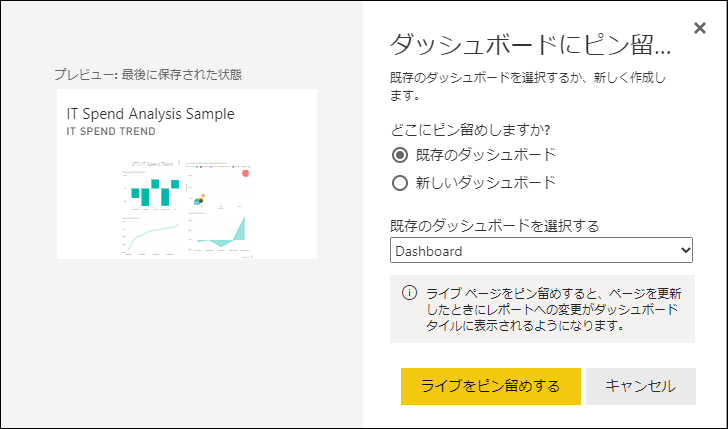 プレビュー: 最後に保存された状態
IT Spend Analysis Sample
IT SPEND TREND
ダッシュボードにピン留...
既存のダッシュボードを選択するか、新しく作成し
ます。
どこにピン留めしますか?
既存のダッシュボード
新しいダッシュボード
既存のダッシュボードを選択する
Dashboard
ライブ ページをピン留めすると、ページを更新
したときにレポートへの変更がダッシュボード
タイルに表示されるようになります。
ライブをピン留めする
キャンセル